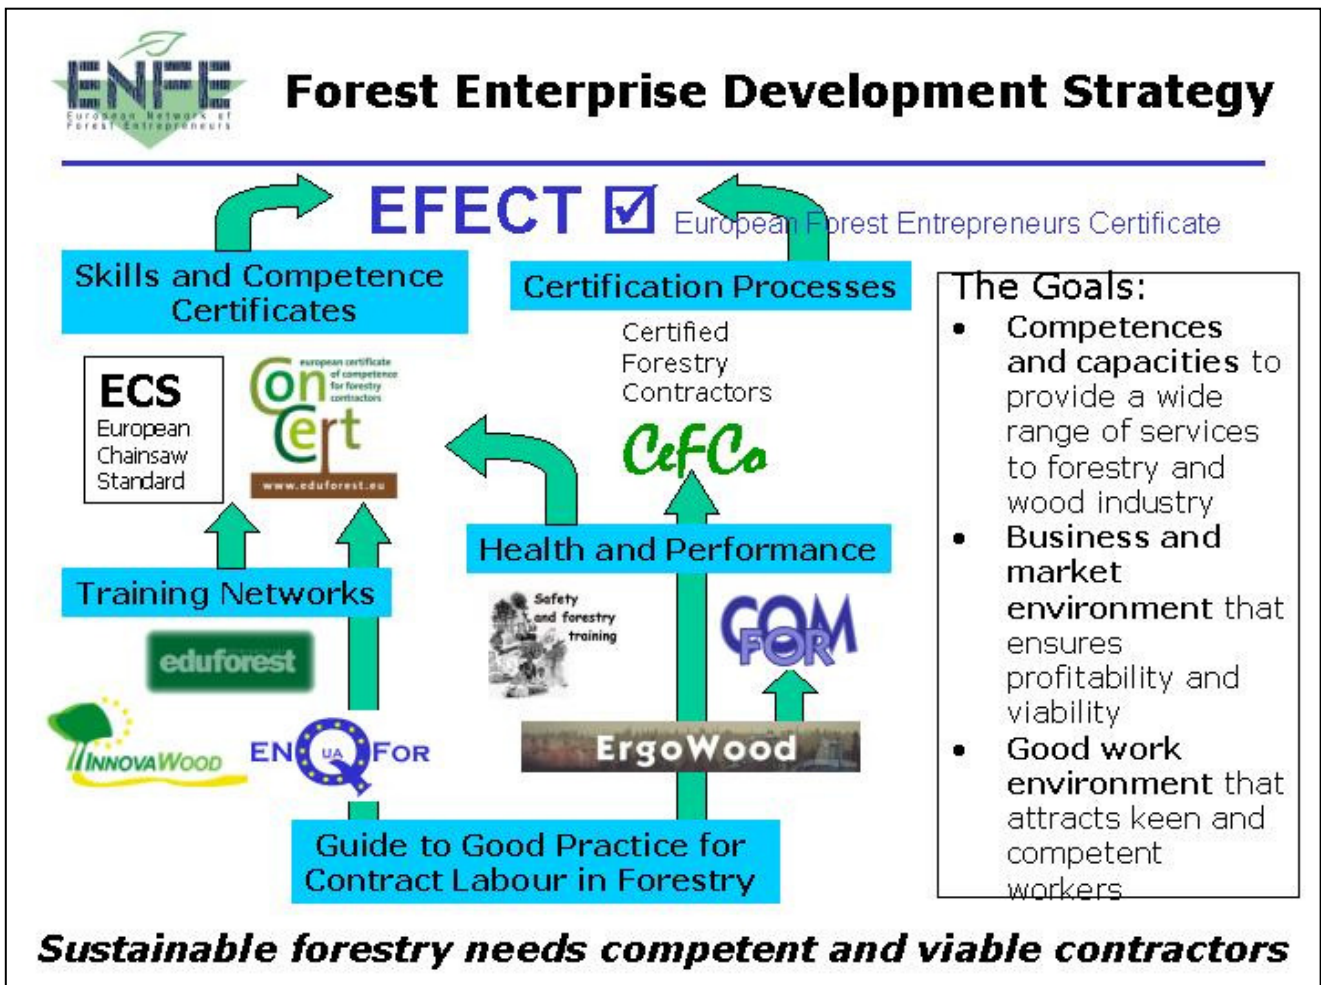 ENFE
European Network of
Forest Entrepreneurs
Forest Enterprise Development Strategy
EFECT
European Forest Entrepreneurs Certificate
Skills and Competence
Certificates
Certification Processes
Certified
Forestry
Contractors
CeFCo
ECS
European
Chainsaw
Standard
ConCert
european certificate
of competence
for forestry
contractors
www.eduforest.eu
Health and Performance
Training Networks
eduforest
INNOVAWOOD
ENQUAFOR
Safety
and forestry
training
COMFOR
ErgoWood
Guide to Good Practice for
Contract Labour in Forestry
The Goals:
• Competences
and capacities to
provide a wide
range of services
to forestry and
wood industry
• Business and
market
environment that
ensures
profitability and
viability
• Good work
environment that
attracts keen and
competent
workers
Sustainable forestry needs competent and viable contractors